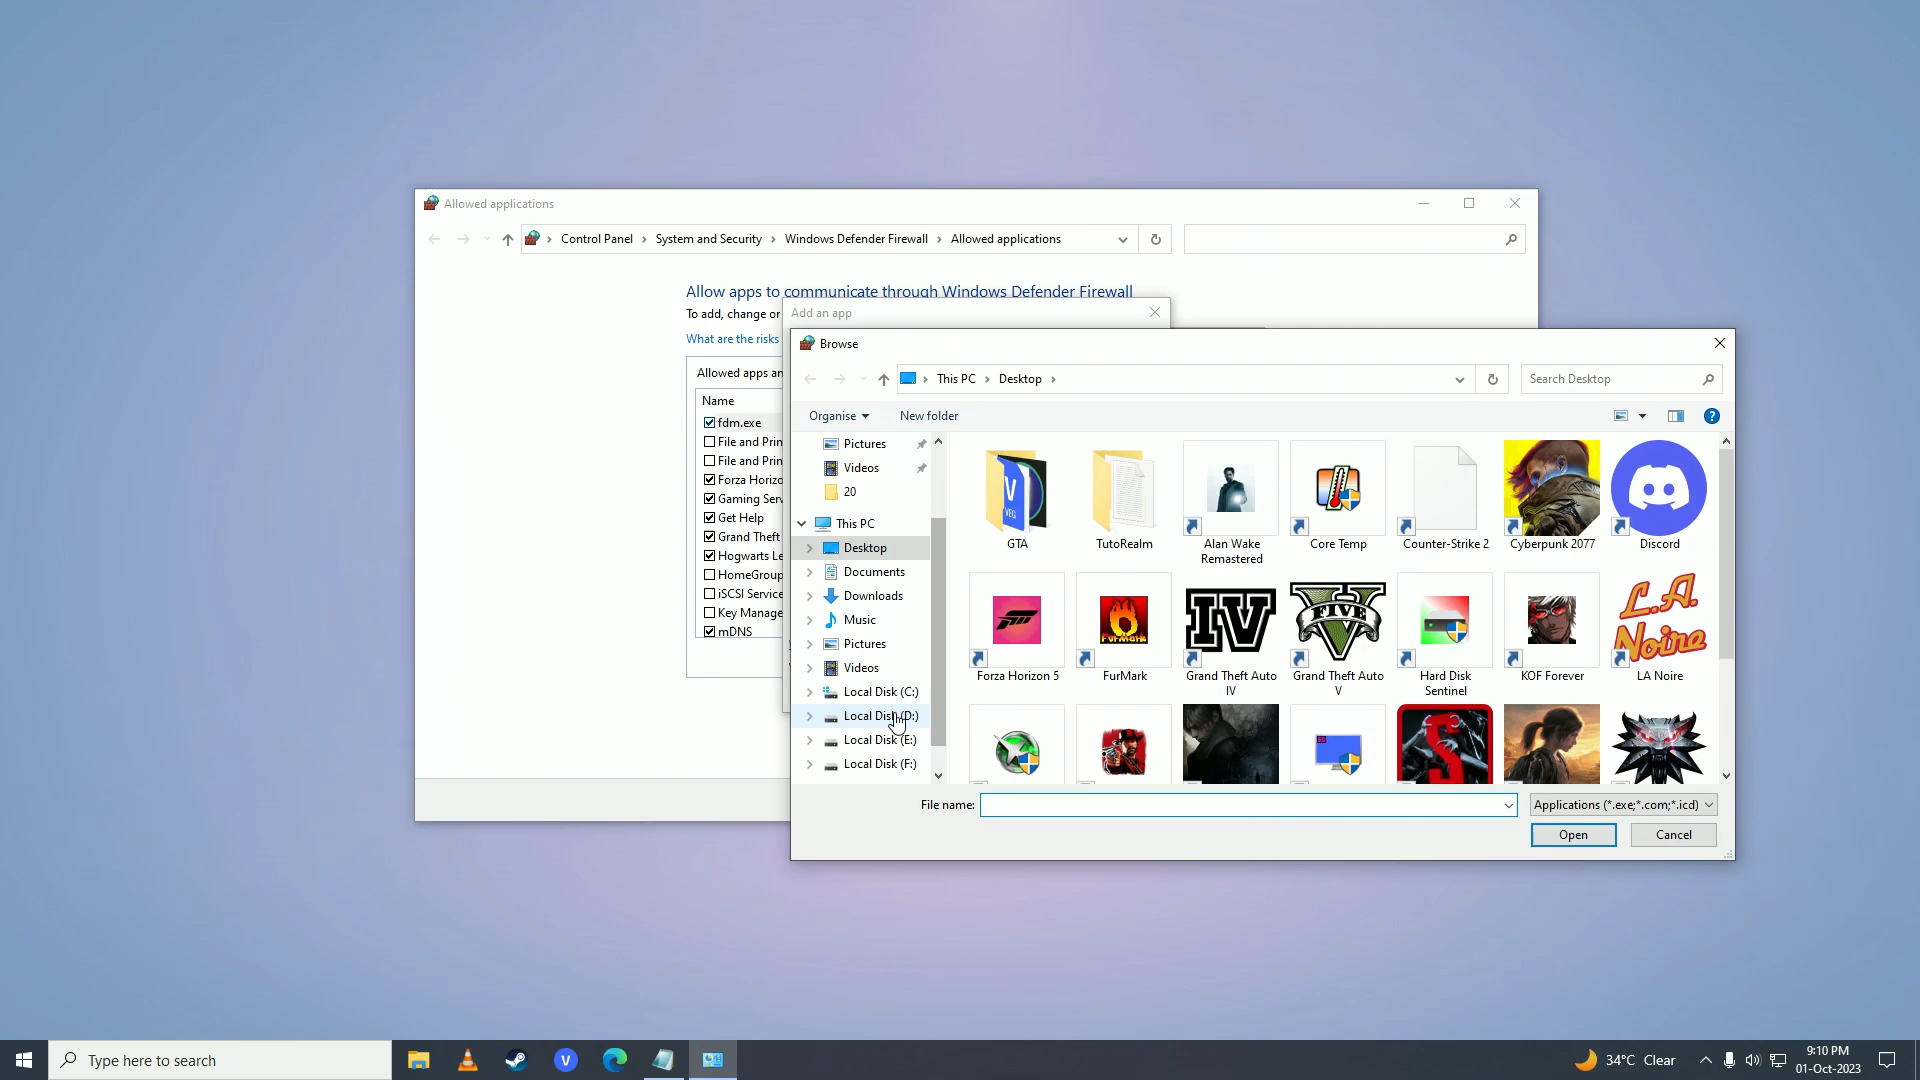 Allowed applications
Control Panel > System and Security > Windows Defender Firewall > Allowed applications
Allow apps to communicate through Windows Defender Firewall
To add, change or
What are the risks
Allowed apps an
Name
fdm.exe
File and Prin
File and Prin
Forza Horizo
Gaming Serv
Get Help
Grand Theft
Hogwarts Le
HomeGroup
iSCSI Service
Key Manage
mDNS
Add an app
Browse
This PC > Desktop >
Search Desktop
Organise
New folder
Pictures
Videos
20
This PC
Desktop
Documents
Downloads
Music
Pictures
Videos
Local Disk (C:)
Local Disk (D:)
Local Disk (E:)
Local Disk (F:)
V
VEG
GTA
TutoRealm
Alan Wake
Remastered
Core Temp
Counter-Strike 2
Cyberpunk 2077
Discord
Forza Horizon 5
FurMark
FurMark
IV
Grand Theft Auto
IV
FIVE
Grand Theft Auto
V
Hard Disk
Sentinel
KOF Forever
L.A.
Noire
LA Noire
S
File name:
Applications (*.exe;*.com;*.icd)
Open
Cancel
Type here to search
V
34°C Clear
9:10 PM
01-Oct-2023